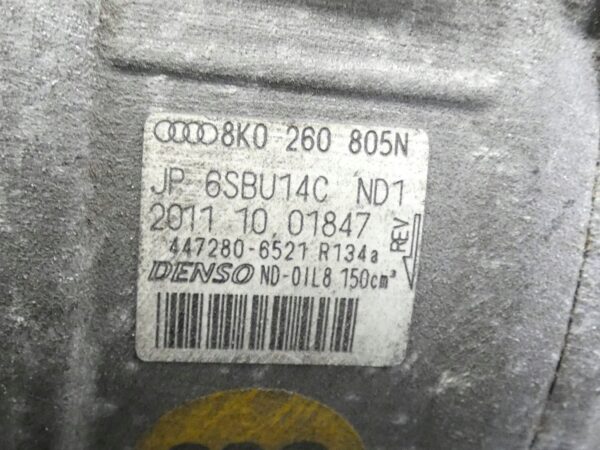 8K0 260 805N
JP 6SBU14C ND1
2011 10 01847
REV
447280-6521 R134a
DENSO ND-OIL8 150cm³